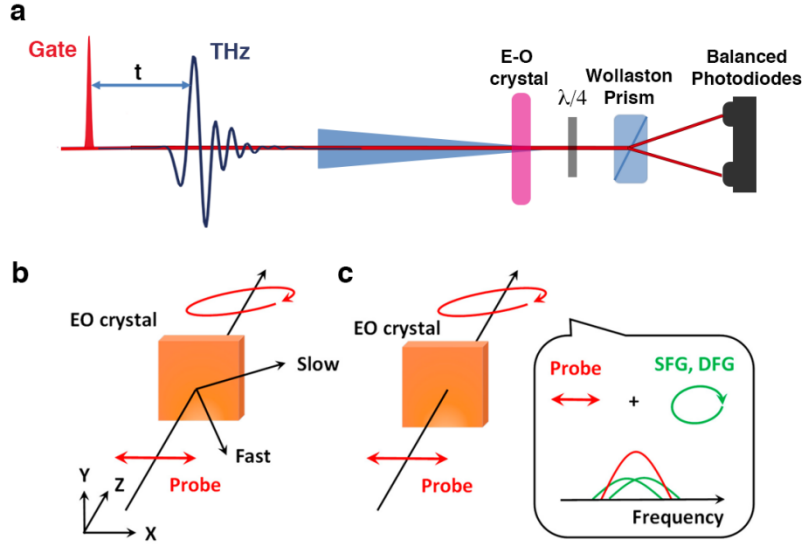 a
Gate
t
THz
E-O
crystal
λ/4
Wollaston
Prism
Balanced
Photodiodes
b
EO crystal
Slow
Fast
Probe
Y
Z
X
c
EO crystal
Probe
Probe
SFG, DFG
+
Frequency